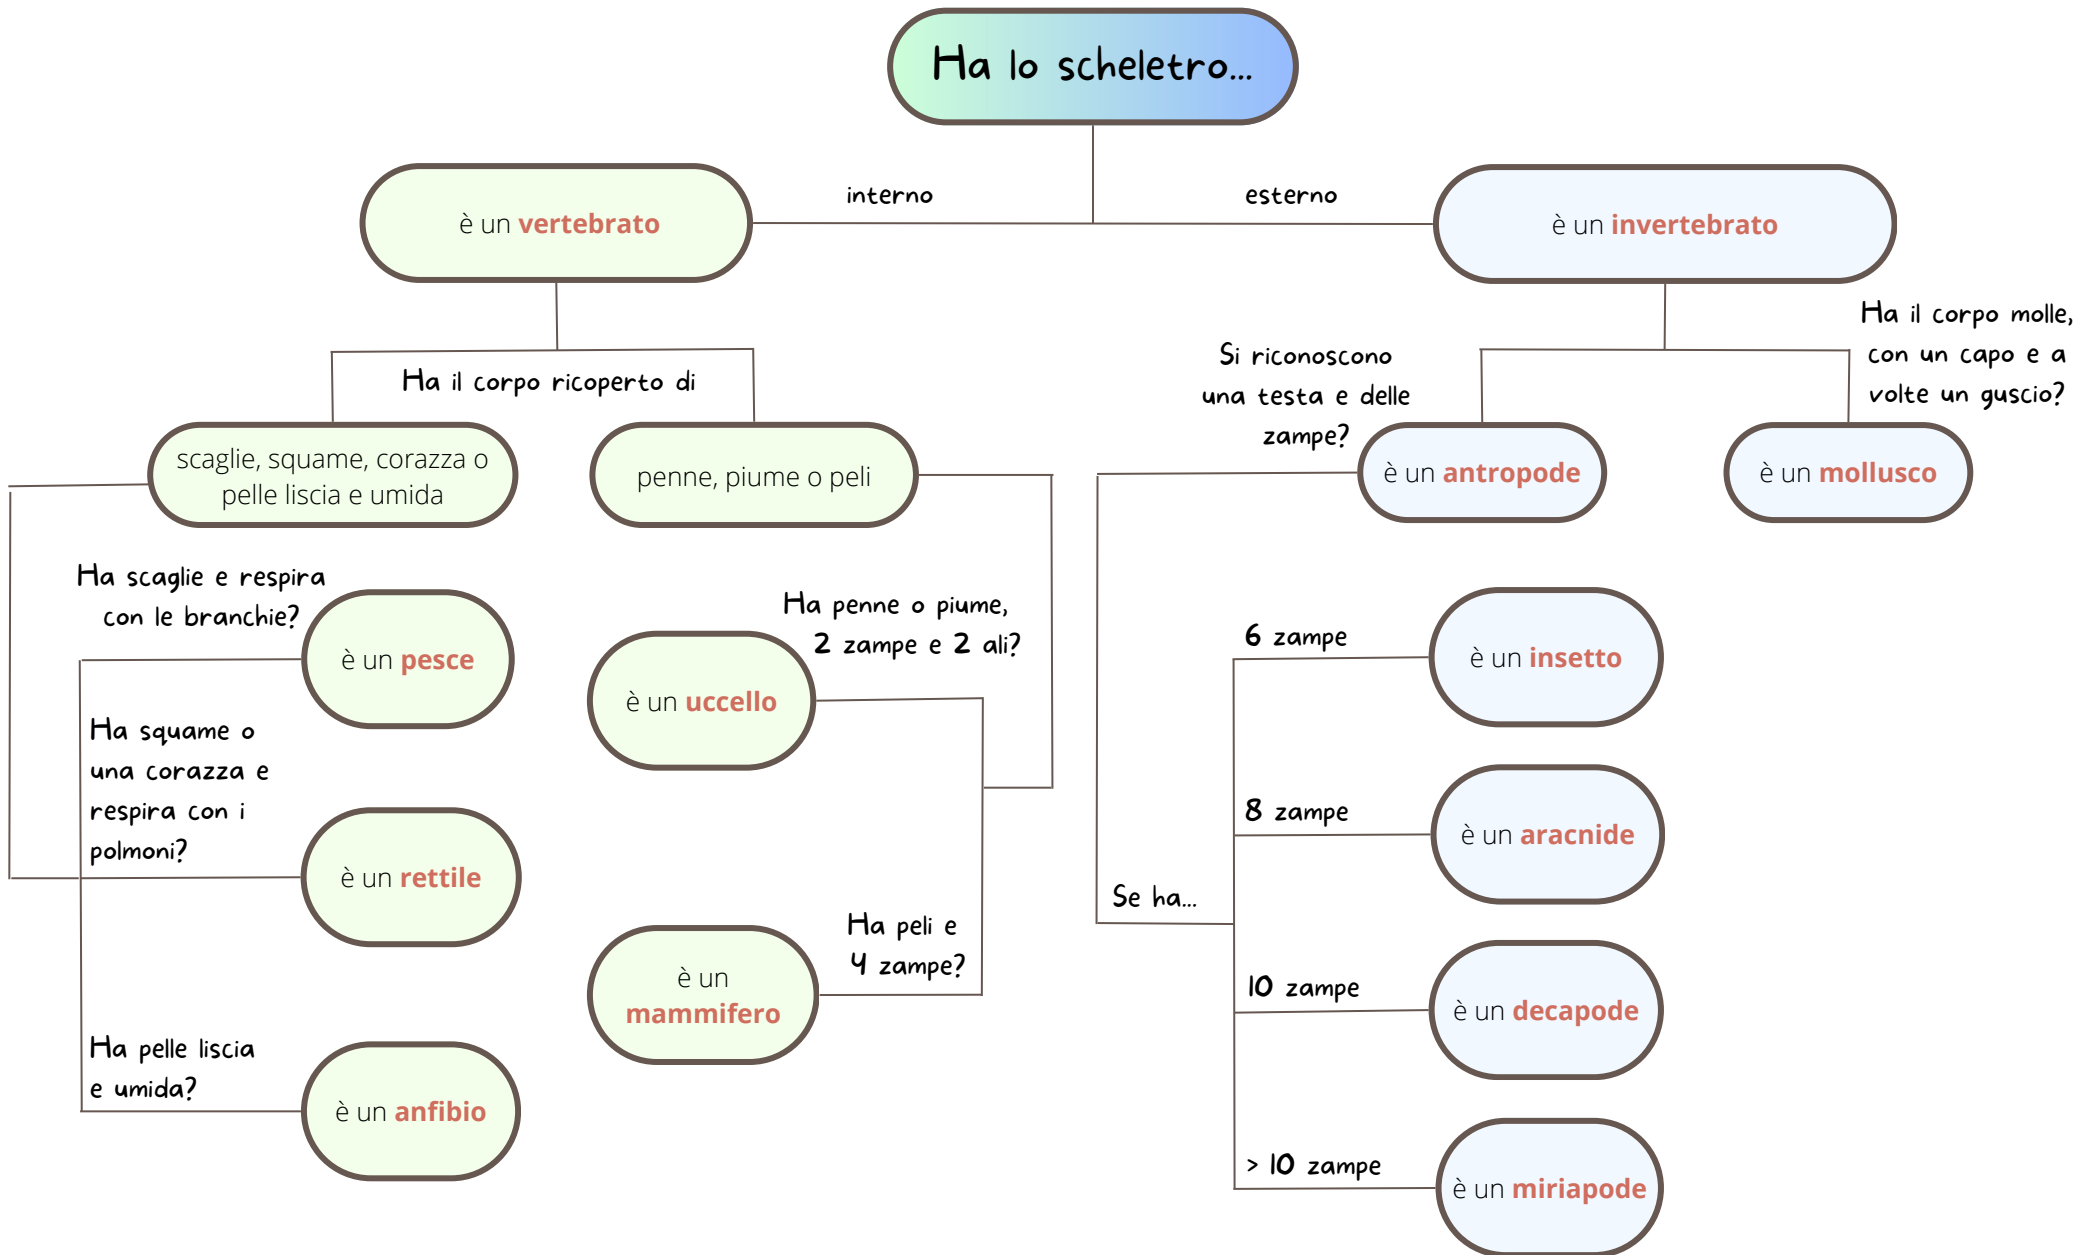 Ha lo scheletro...
interno
esterno
è un vertebrato
è un invertebrato
Ha il corpo ricoperto di
Si riconoscono
una testa e delle
zampe?
Ha il corpo molle,
con un capo e a
volte un guscio?
scaglie, squame, corazza o
pelle liscia e umida
penne, piume o peli
è un antropode
è un mollusco
Ha scaglie e respira
con le branchie?
è un pesce
Ha squame o
una corazza e
respira con i
polmoni?
è un rettile
Ha pelle liscia
e umida?
è un anfibio
Ha penne o piume,
2 zampe e 2 ali?
è un uccello
Ha peli e
4 zampe?
è un
mammifero
Se ha...
6 zampe
è un insetto
8 zampe
è un aracnide
10 zampe
è un decapode
> 10 zampe
è un miriapode